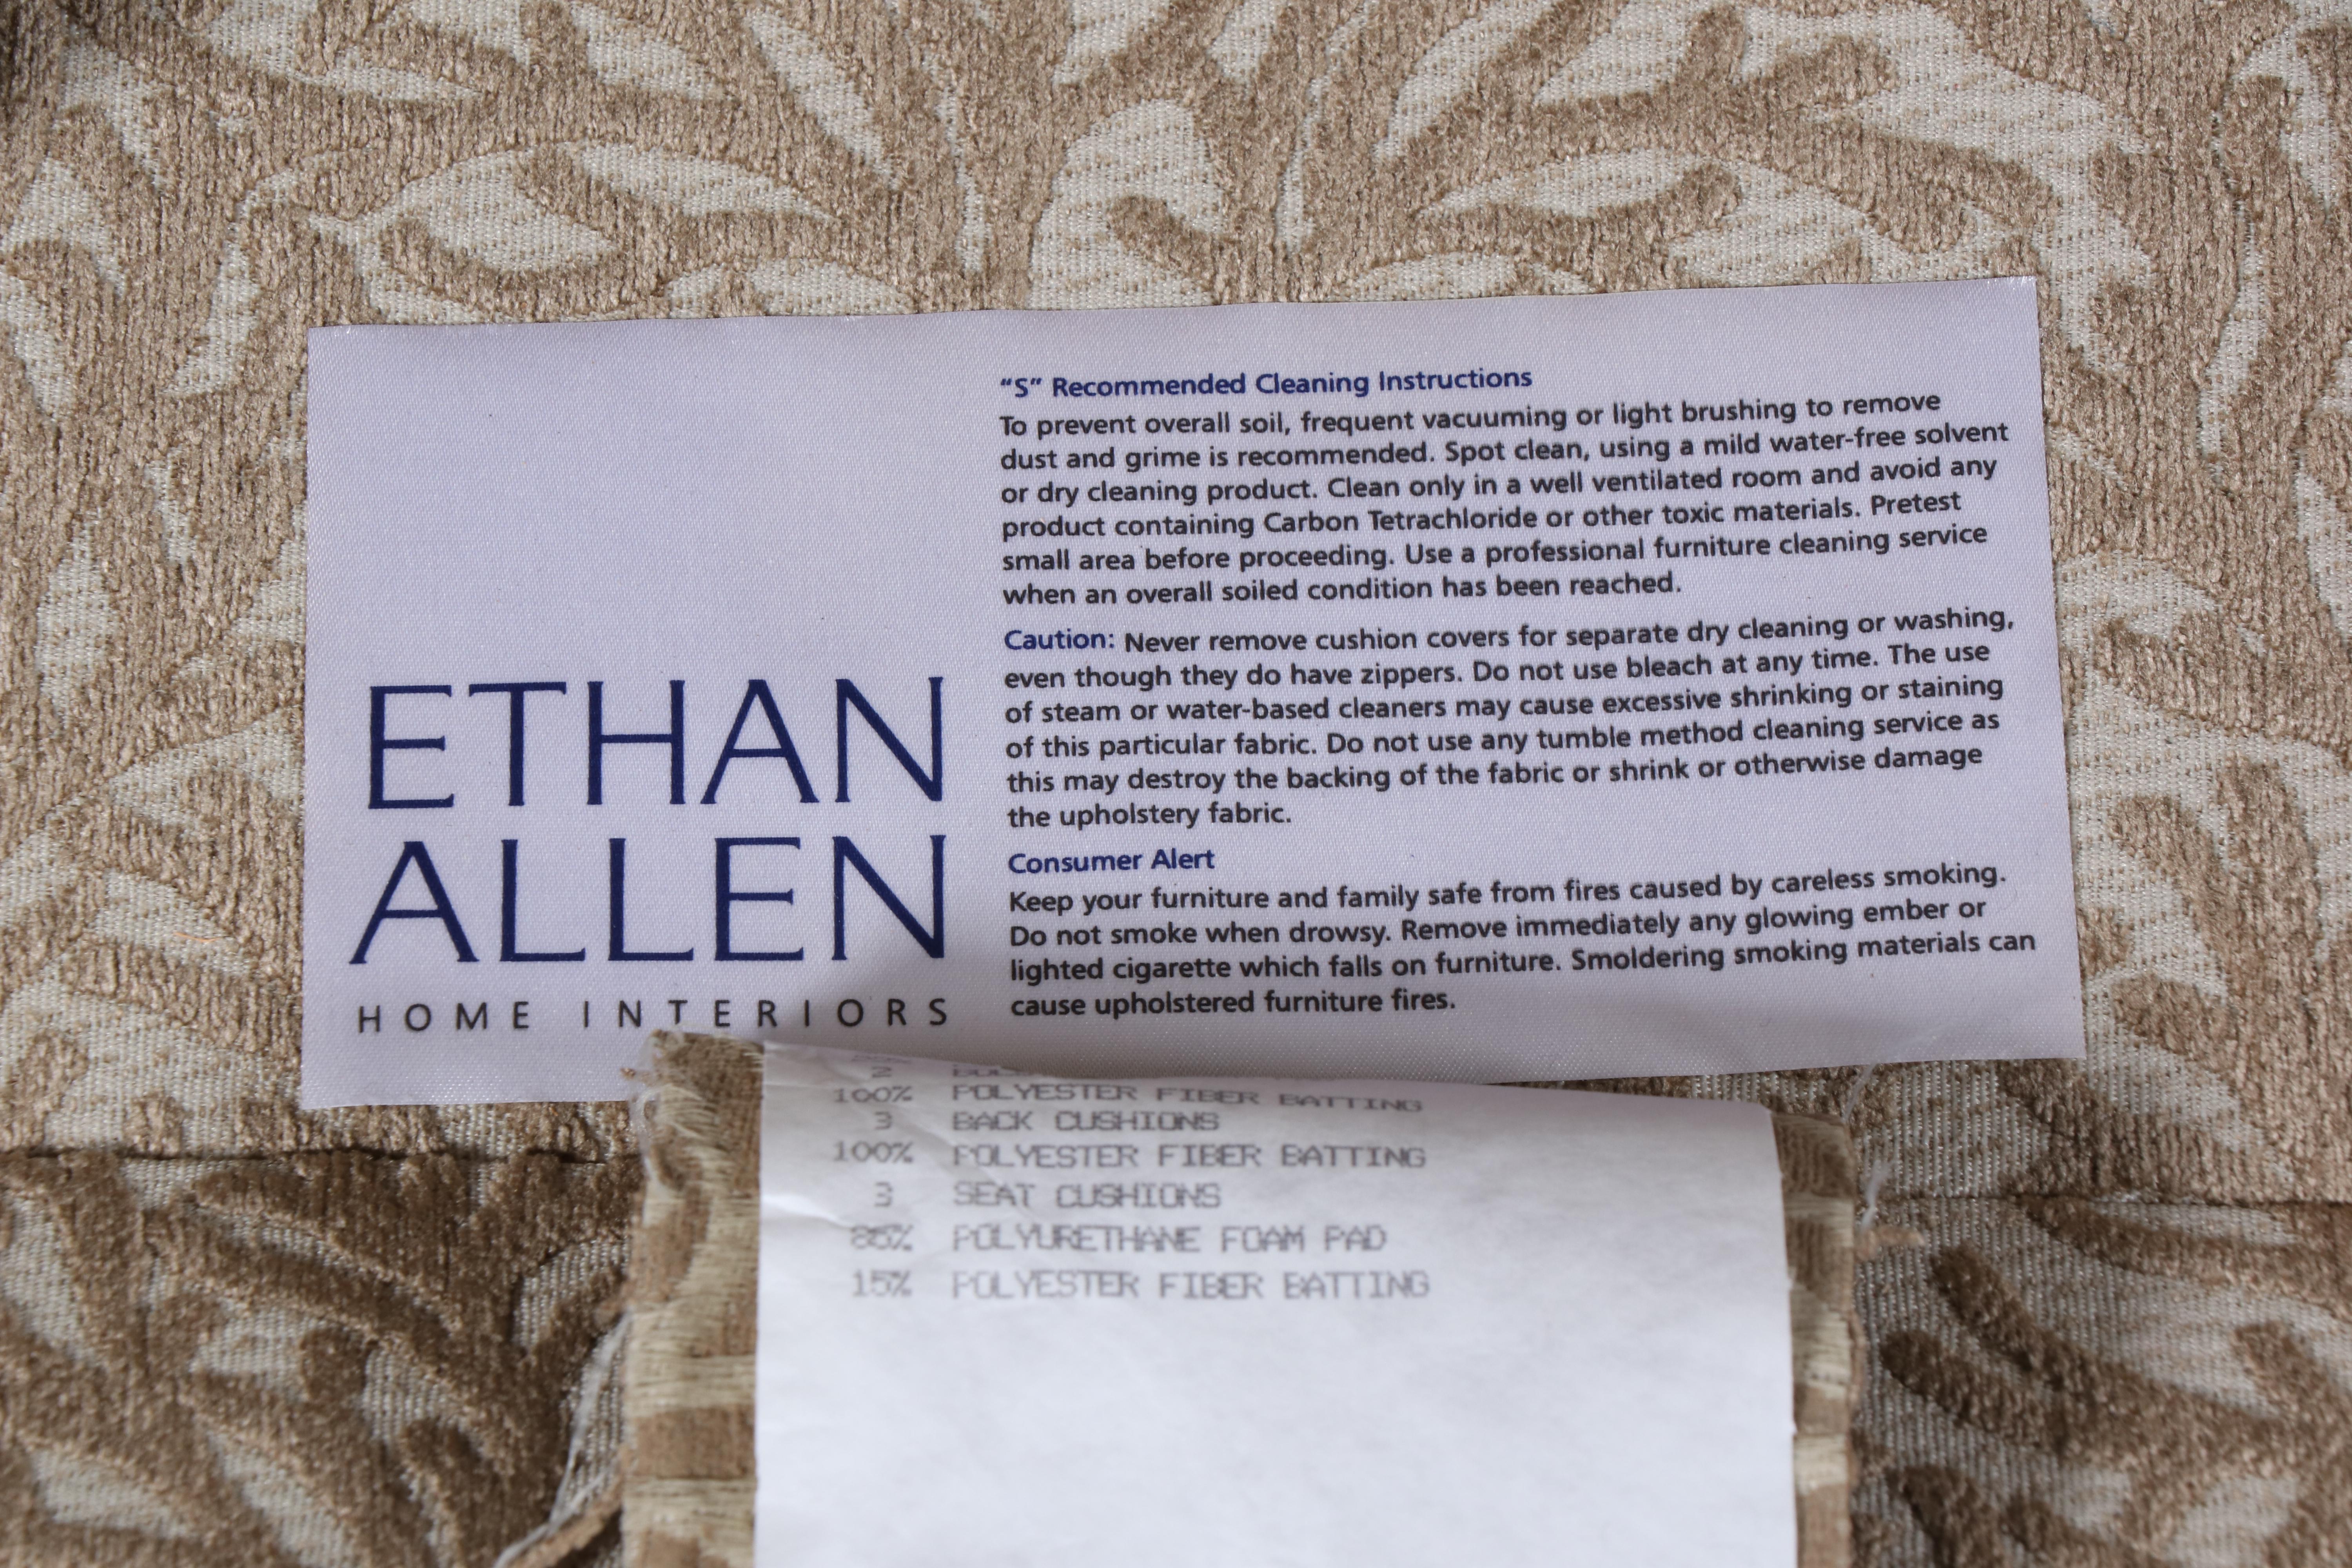 ETHAN
ALLEN
HOME INTERIORS
“S” Recommended Cleaning Instructions
To prevent overall soil, frequent vacuuming or light brushing to remove
dust and grime is recommended. Spot clean, using a mild water-free solvent
or dry cleaning product. Clean only in a well ventilated room and avoid any
product containing Carbon Tetrachloride or other toxic materials. Pretest
small area before proceeding. Use a professional furniture cleaning service
when an overall soiled condition has been reached.
Caution: Never remove cushion covers for separate dry cleaning or washing,
even though they do have zippers. Do not use bleach at any time. The use
of steam or water-based cleaners may cause excessive shrinking or staining
of this particular fabric. Do not use any tumble method cleaning service as
this may destroy the backing of the fabric or shrink or otherwise damage
the upholstery fabric.
Consumer Alert
Keep your furniture and family safe from fires caused by careless smoking.
Do not smoke when drowsy. Remove immediately any glowing ember or
lighted cigarette which falls on furniture. Smoldering smoking materials can
cause upholstered furniture fires.
2
100% POLYESTER FIBER BATTING
3 BACK CUSHIONS
100% POLYESTER FIBER BATTING
3 SEAT CUSHIONS
85% POLYURETHANE FOAM PAD
15% POLYESTER FIBER BATTING